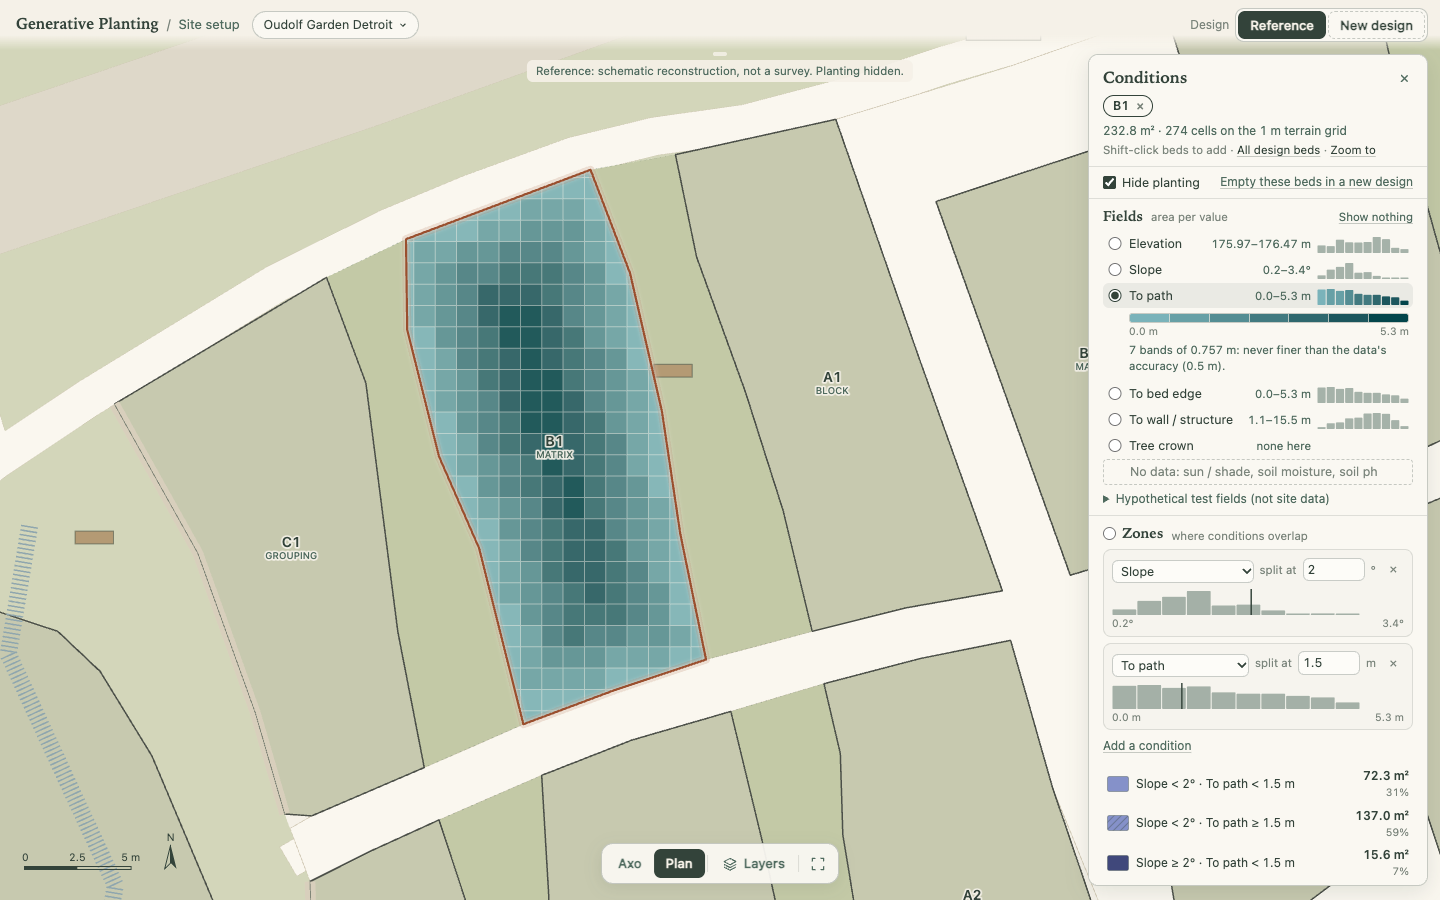 Generative Planting / Site setup Oudolf Garden Detroit
Design Reference New design
Reference: schematic reconstruction, not a survey. Planting hidden.
Conditions ×
B1 ×
232.8 m² · 274 cells on the 1 m terrain grid
Shift-click beds to add · All design beds · Zoom to
Hide planting Empty these beds in a new design
Fields area per value Show nothing
Elevation 175.97–176.47 m
Slope 0.2–3.4°
To path 0.0–5.3 m
0.0 m 5.3 m
7 bands of 0.757 m: never finer than the data's
accuracy (0.5 m).
To bed edge 0.0–5.3 m
To wall / structure 1.1–15.5 m
Tree crown none here
No data: sun / shade, soil moisture, soil ph
Hypothetical test fields (not site data)
Zones where conditions overlap
Slope split at 2 ° ×
0.2° 3.4°
To path split at 1.5 m ×
0.0 m 5.3 m
Add a condition
Slope < 2° · To path < 1.5 m 72.3 m²
31%
Slope < 2° · To path ≥ 1.5 m 137.0 m²
59%
Slope ≥ 2° · To path < 1.5 m 15.6 m²
7%
A1
BLOCK
B1
MATRIX
C1
GROUPING
A2
N
0 2.5 5 m
Axo Plan Layers